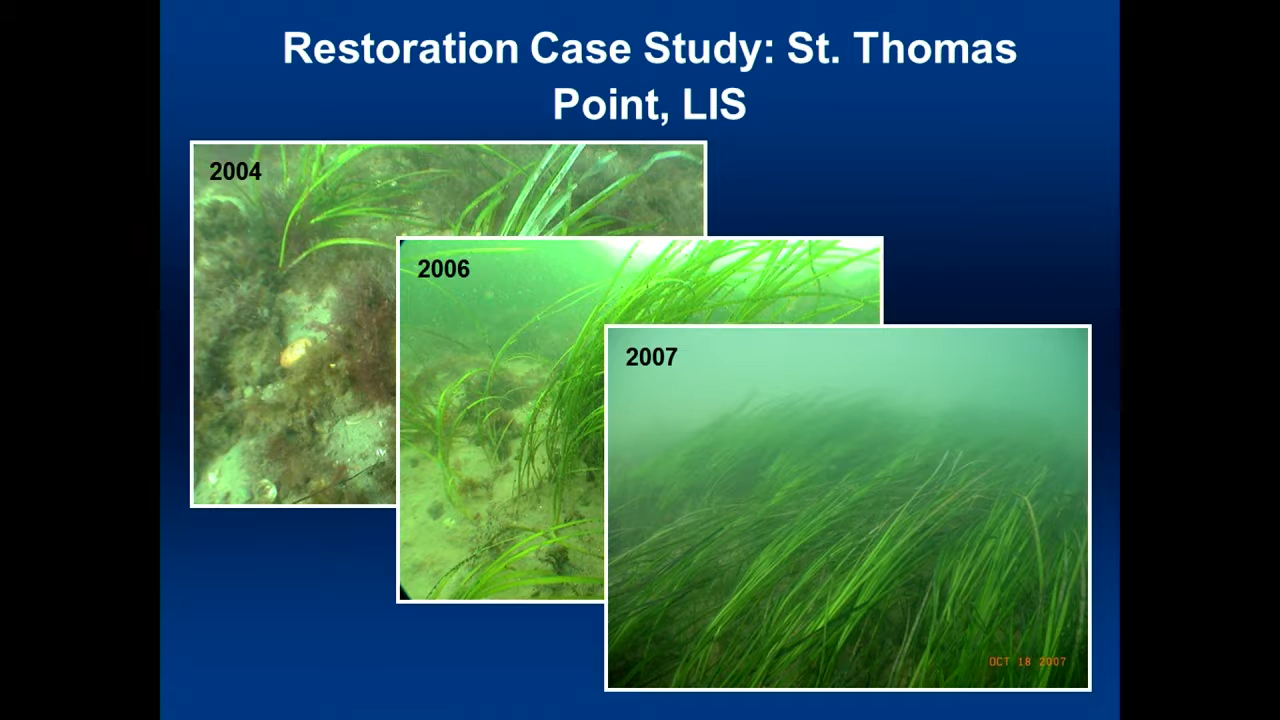 Restoration Case Study: St. Thomas
Point, LIS
2004
2006
2007
OCT 18 2007